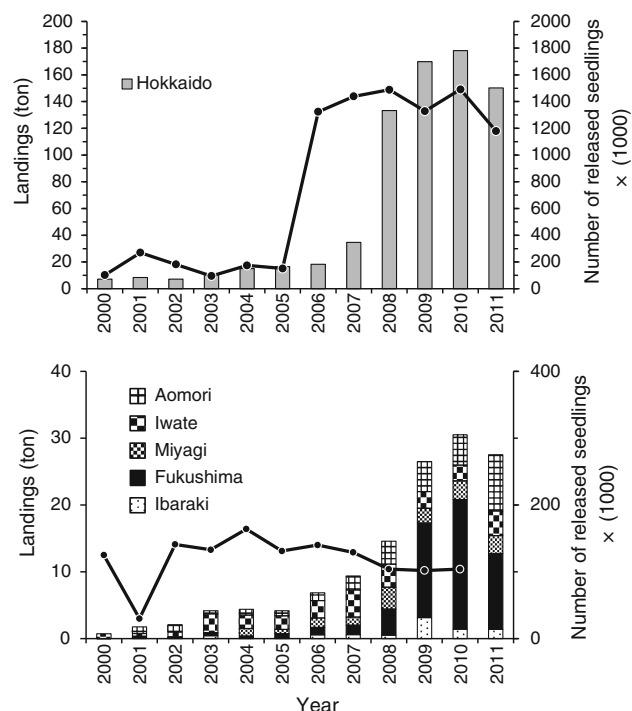 200
180
160
140
120
100
80
60
40
20
0
Landings (ton)
Hokkaido
2000
1800
1600
1400
1200
1000
800
600
400
200
0
Number of released seedlings
× (1000)
2000 2001 2002 2003 2004 2005 2006 2007 2008 2009 2010 2011
40
30
20
10
0
Landings (ton)
Aomori
Iwate
Miyagi
Fukushima
Ibaraki
400
200
0
Number of released seedlings
× (1000)
2000 2001 2002 2003 2004 2005 2006 2007 2008 2009 2010 2011
Year